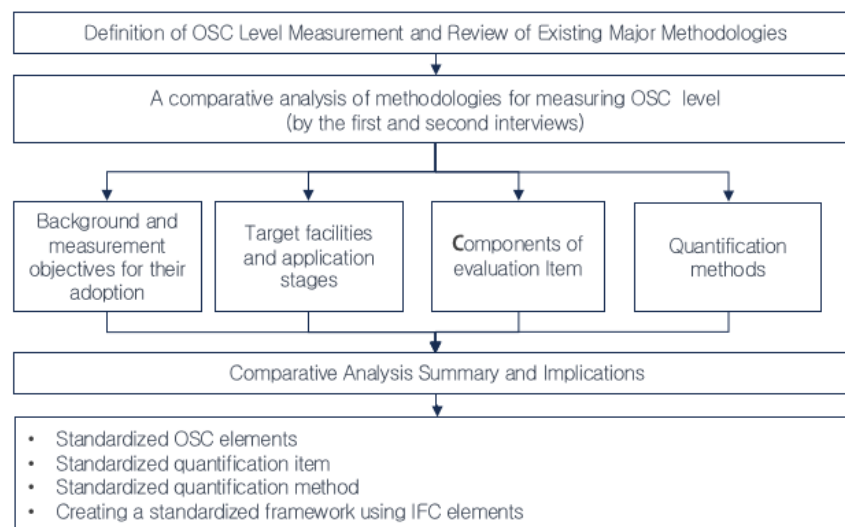 Definition of OSC Level Measurement and Review of Existing Major Methodologies
A comparative analysis of methodologies for measuring OSC level
(by the first and second interviews)
Background and
measurement
objectives for their
adoption
Target facilities
and application
stages
Components of
evaluation Item
Quantification
methods
Comparative Analysis Summary and Implications
• Standardized OSC elements
• Standardized quantification item
• Standardized quantification method
• Creating a standardized framework using IFC elements